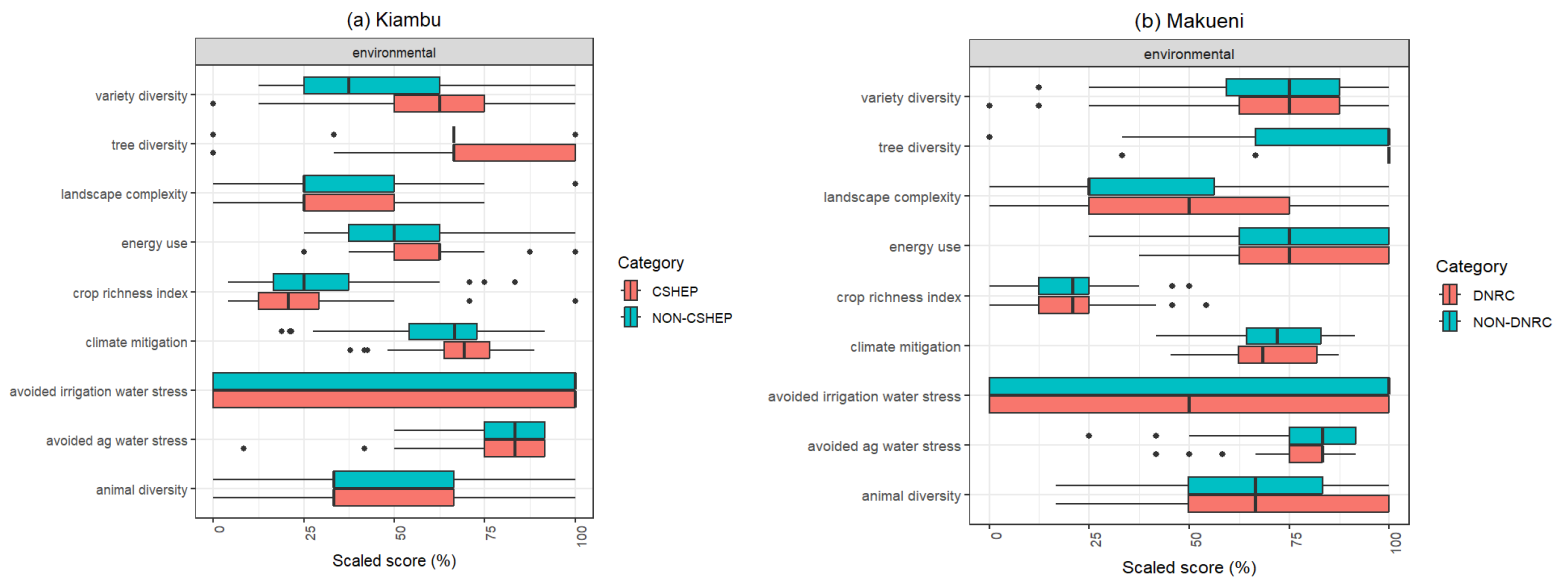 (a) Kiambu
environmental
variety diversity
tree diversity
landscape complexity
energy use
crop richness index
climate mitigation
avoided irrigation water stress
avoided ag water stress
animal diversity
0
25
50
75
100
Scaled score (%)
Category
CSHEP
NON-CSHEP
(b) Makueni
environmental
variety diversity
tree diversity
landscape complexity
energy use
crop richness index
climate mitigation
avoided irrigation water stress
avoided ag water stress
animal diversity
0
25
50
75
100
Scaled score (%)
Category
DNRC
NON-DNRC